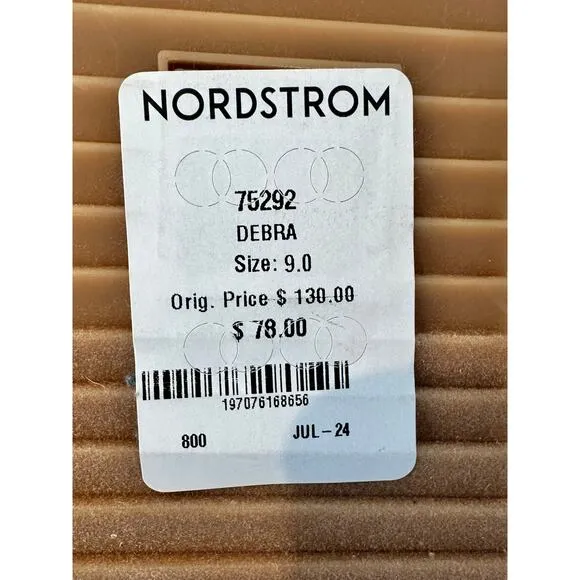 NORDSTROM
75292
DEBRA
Size: 9.0
Orig. Price $ 130.00
$ 78.00
197076168656
800 JUL-24